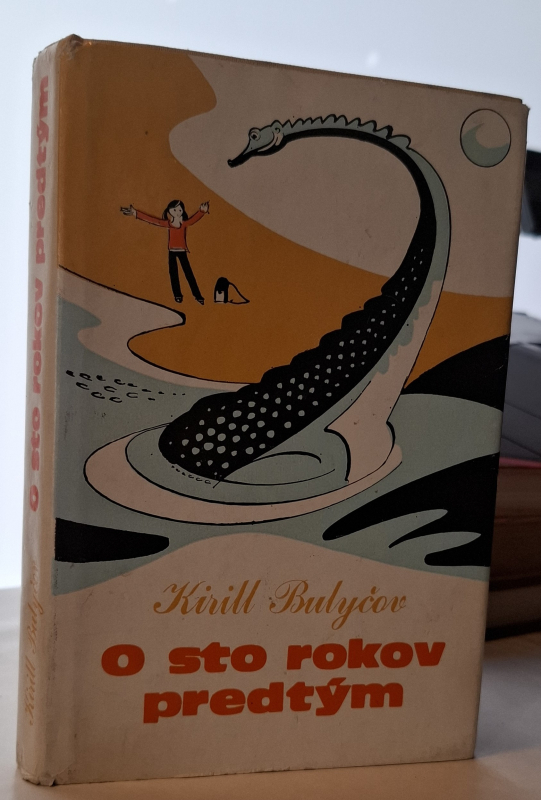 Kirill Bulyčov
O sto rokov
predtým
O sto rokov predtým
Kirill Bulyčov